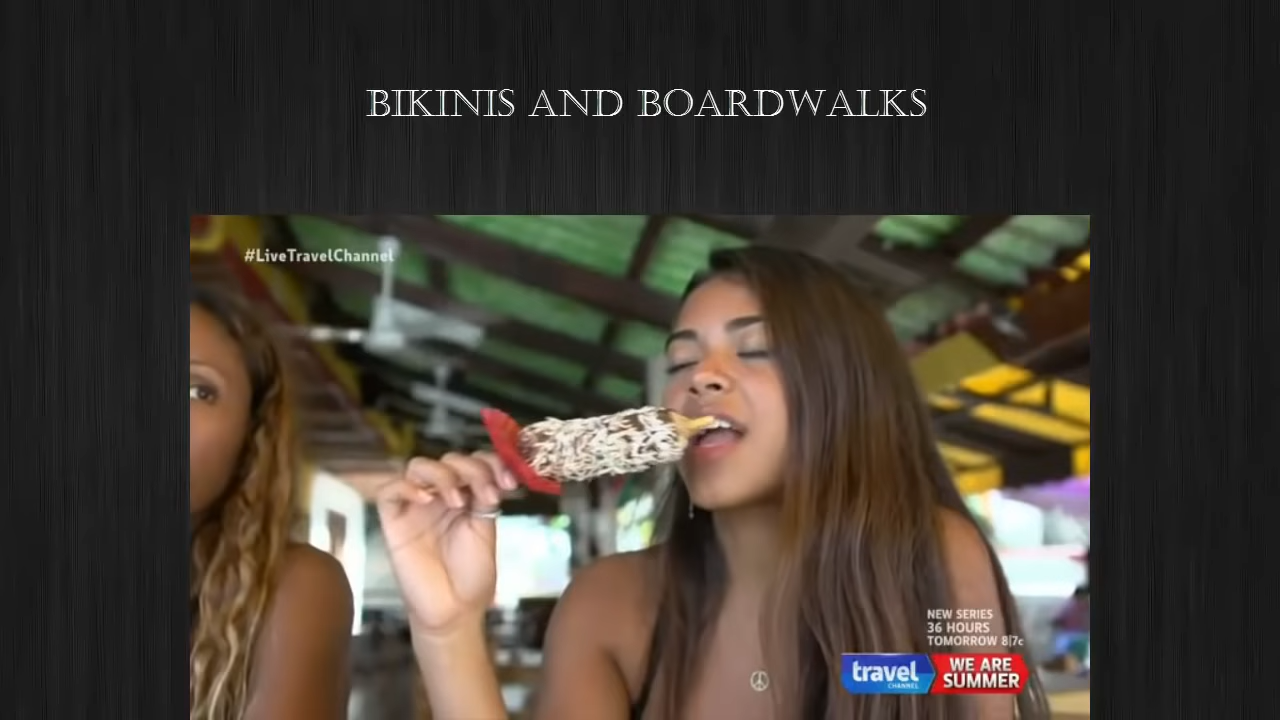 BIKINIS AND BOARDWALKS
#LiveTravelChannel
NEW SERIES
36 HOURS
TOMORROW 8|7c
travel CHANNEL
WE ARE
SUMMER